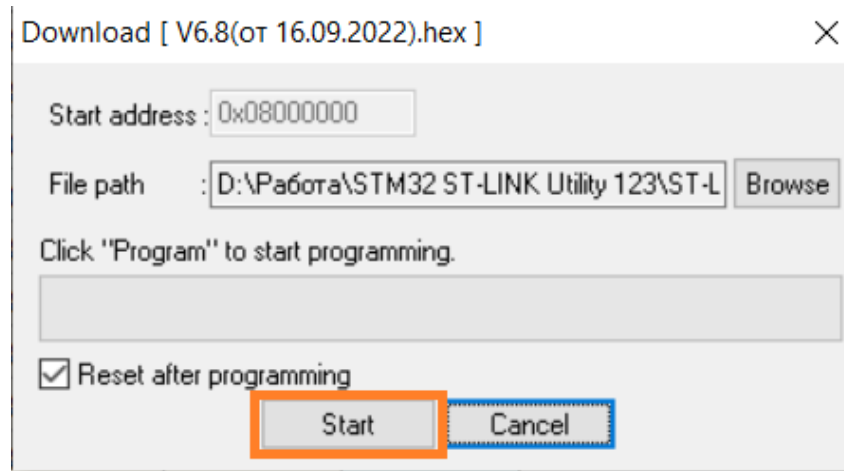 Download [ V6.8(от 16.09.2022).hex ]
Start address : 0x08000000
File path : D:\Работа\STM32 ST-LINK Utility 123\ST-L Browse
Click "Program" to start programming.
Reset after programming
Start Cancel